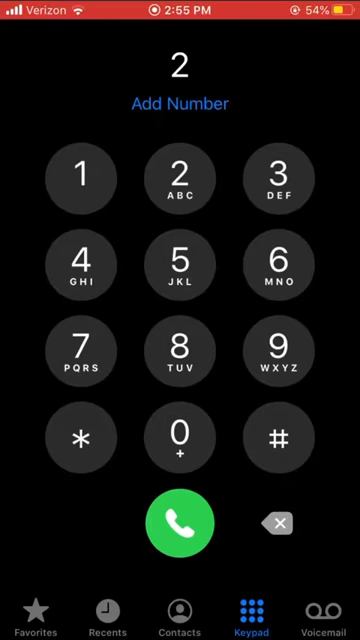 Verizon 2:55 PM 54%
2
Add Number
1 2 3
ABC DEF
4 5 6
GHI JKL MNO
7 8 9
PQRS TUV WXYZ
* 0 #
+
Favorites Recents Contacts Keypad Voicemail